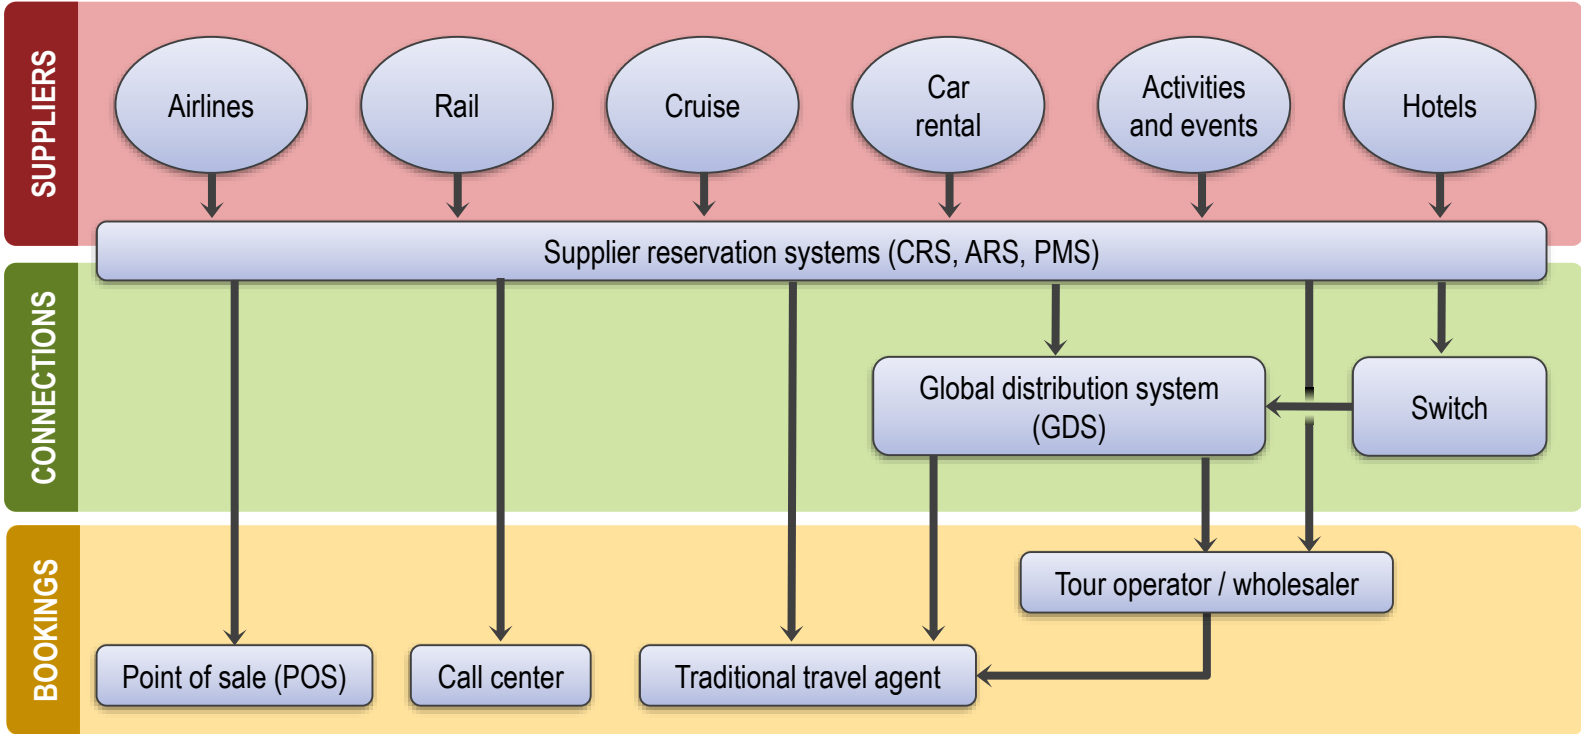 SUPPLIERS
Airlines
Rail
Cruise
Car
rental
Activities
and events
Hotels
Supplier reservation systems (CRS, ARS, PMS)
CONNECTIONS
Global distribution system
(GDS)
Switch
BOOKINGS
Tour operator / wholesaler
Point of sale (POS)
Call center
Traditional travel agent